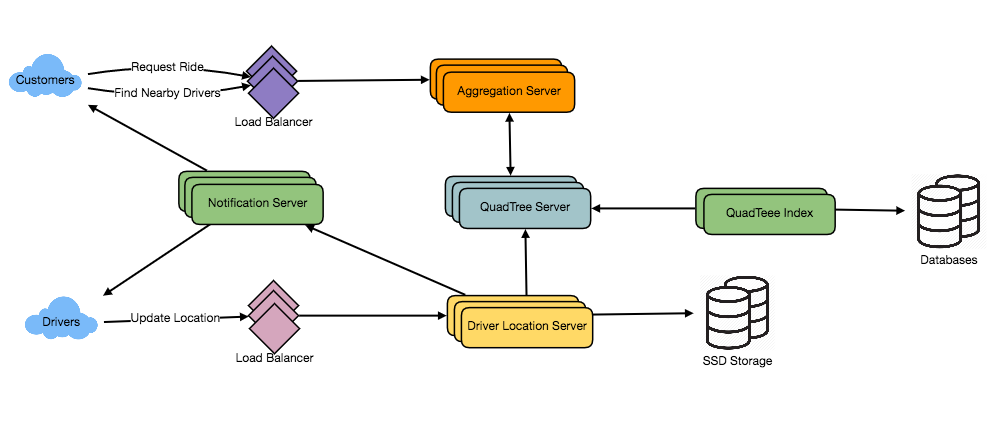 Customers
Request Ride
Find Nearby Drivers
Load Balancer
Aggregation Server
Notification Server
QuadTree Server
QuadTeee Index
Databases
Drivers
Update Location
Load Balancer
Driver Location Server
SSD Storage